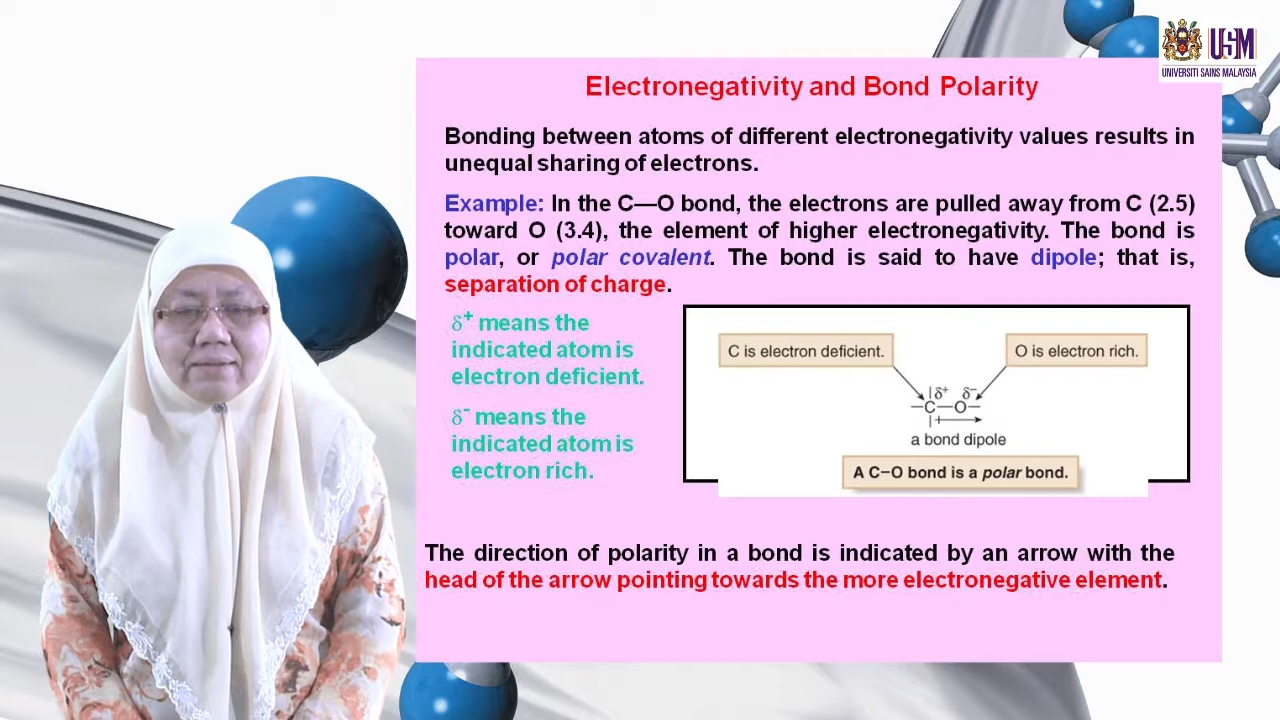 USM
UNIVERSITI SAINS MALAYSIA
Electronegativity and Bond Polarity
Bonding between atoms of different electronegativity values results in
unequal sharing of electrons.
Example: In the C—O bond, the electrons are pulled away from C (2.5)
toward O (3.4), the element of higher electronegativity. The bond is
polar, or polar covalent. The bond is said to have dipole; that is,
separation of charge.
δ⁺ means the
indicated atom is
electron deficient.
δ⁻ means the
indicated atom is
electron rich.
C is electron deficient.
O is electron rich.
δ⁺ δ⁻
—C—O—
a bond dipole
A C−O bond is a polar bond.
The direction of polarity in a bond is indicated by an arrow with the
head of the arrow pointing towards the more electronegative element.